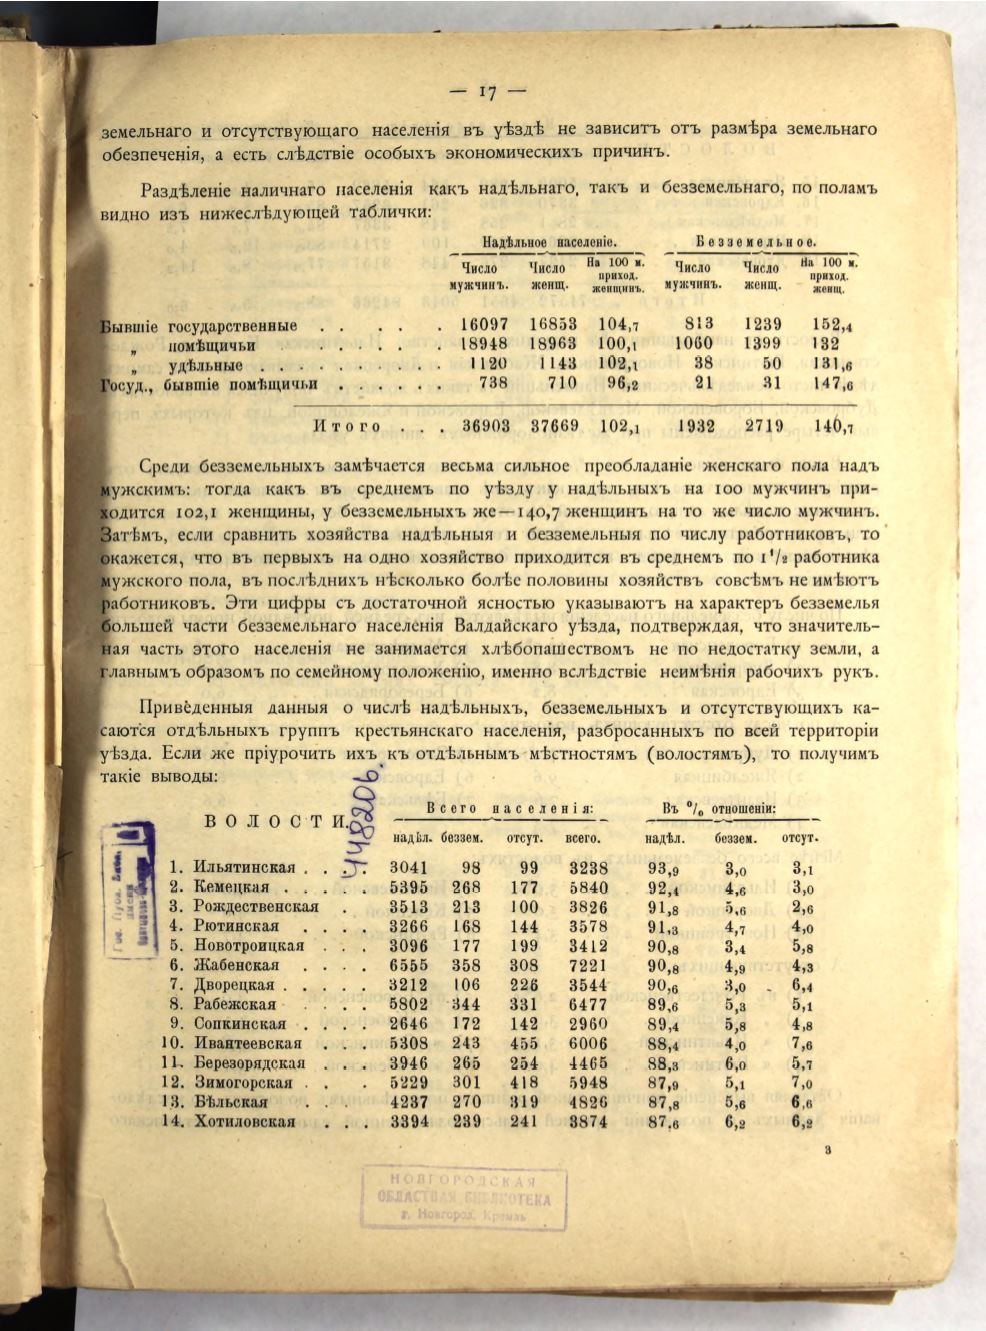 — 17 —
земельнаго и отсутствующаго населенія въ уѣздѣ не зависитъ отъ размѣра земельнаго
обезпеченія, а есть слѣдствіе особыхъ экономическихъ причинъ.
Раздѣленіе наличнаго населенія какъ надѣльнаго, такъ и безземельнаго, по поламъ
видно изъ нижеслѣдующей таблички:
Надѣльное населеніе. Безземельное.
Число мужчинъ. Число женщ. На 100 м. приход. женщинъ. Число мужчинъ. Число женщ. На 100 м. приход. женщ.
Бывшіе государственные . . . . . . 16097 16853 104,7 813 1239 152,4
„ помѣщичьи . . . . . . 18948 18963 100,1 1060 1399 132
„ удѣльные . . . . . . . . . . 1120 1143 102,1 38 50 131,6
Госуд., бывшіе помѣщичьи . . . . . . 738 710 96,2 21 31 147,6
Итого . . . 36903 37669 102,1 1932 2719 140,7
Среди безземельныхъ замѣчается весьма сильное преобладаніе женскаго пола надъ
мужскимъ: тогда какъ въ среднемъ по уѣзду у надѣльныхъ на 100 мужчинъ при-
ходится 102,1 женщины, у безземельныхъ же—140,7 женщинъ на то же число мужчинъ.
Затѣмъ, если сравнить хозяйства надѣльныя и безземельныя по числу работниковъ, то
окажется, что въ первыхъ на одно хозяйство приходится въ среднемъ по 1 1/2 работника
мужского пола, въ послѣднихъ нѣсколько болѣе половины хозяйствъ совсѣмъ не имѣютъ
работниковъ. Эти цифры съ достаточной ясностью указываютъ на характеръ безземелья
большей части безземельнаго населенія Валдайскаго уѣзда, подтверждая, что значитель-
ная часть этого населенія не занимается хлѣбопашествомъ не по недостатку земли, а
главнымъ образомъ по семейному положенію, именно вслѣдствіе неимѣнія рабочихъ рукъ.
Приведенныя данныя о числѣ надѣльныхъ, безземельныхъ и отсутствующихъ ка-
саются отдѣльныхъ группъ крестьянскаго населенія, разбросанныхъ по всей территоріи
уѣзда. Если же пріурочить ихъ къ отдѣльнымъ мѣстностямъ (волостямъ), то получимъ
такіе выводы:
448206.
ВОЛОСТИ. Всего населенія: Въ % отношеніи:
надѣл. беззем. отсут. всего. надѣл. беззем. отсут.
1. Ильятинская . . . . 3041 98 99 3238 93,9 3,0 3,1
2. Кемецкая . . . . . 5395 268 177 5840 92,4 4,6 3,0
3. Рождественская . 3513 213 100 3826 91,8 5,6 2,6
4. Рютинская . . . . 3266 168 144 3578 91,3 4,7 4,0
5. Новотроицкая . . . 3096 177 199 3412 90,8 3,4 5,8
6. Жабенская . . . . 6555 358 308 7221 90,8 4,9 4,3
7. Дворецкая . . . . . 3212 106 226 3544 90,6 3,0 6,4
8. Рабежская . . . . 5802 344 331 6477 89,6 5,3 5,1
9. Сопкинская . . . . 2646 172 142 2960 89,4 5,8 4,8
10. Ивантеевская . . . 5308 243 455 6006 88,4 4,0 7,6
11. Березорядская . . . 3946 265 254 4465 88,3 6,0 5,7
12. Зимогорская . . . 5229 301 418 5948 87,9 5,1 7,0
13. Бѣльская . . . 4237 270 319 4826 87,8 5,6 6,6
14. Хотиловская . . . 3394 239 241 3874 87,6 6,2 6,2
3
НОВГОРОДСКАЯ
ОБЛАСТНАЯ БИБЛИОТЕКА
г. Новгород, Кремль